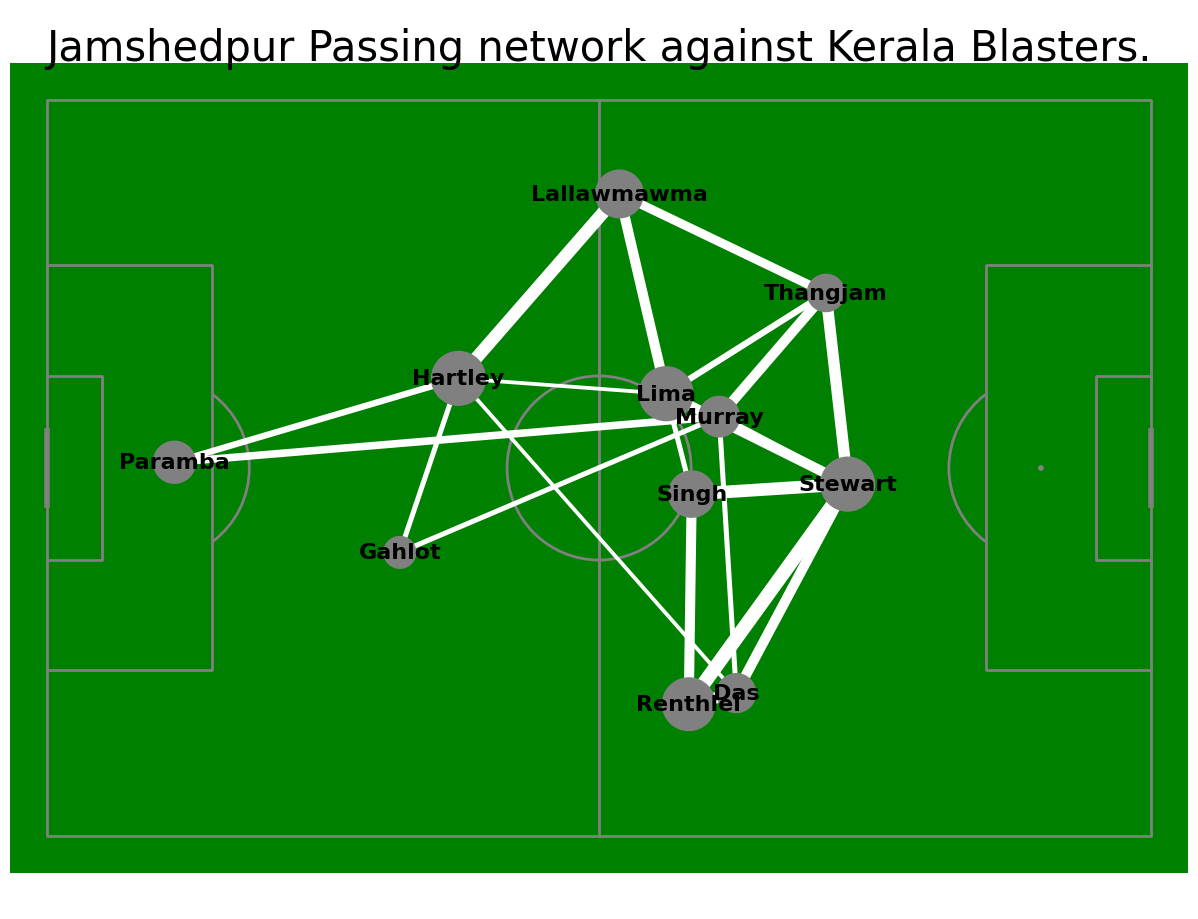 Jamshedpur Passing network against Kerala Blasters.
Lallawmawma
Thangjam
Hartley
Lima
Murray
Paramba
Stewart
Singh
Gahlot
Das
Renthlei